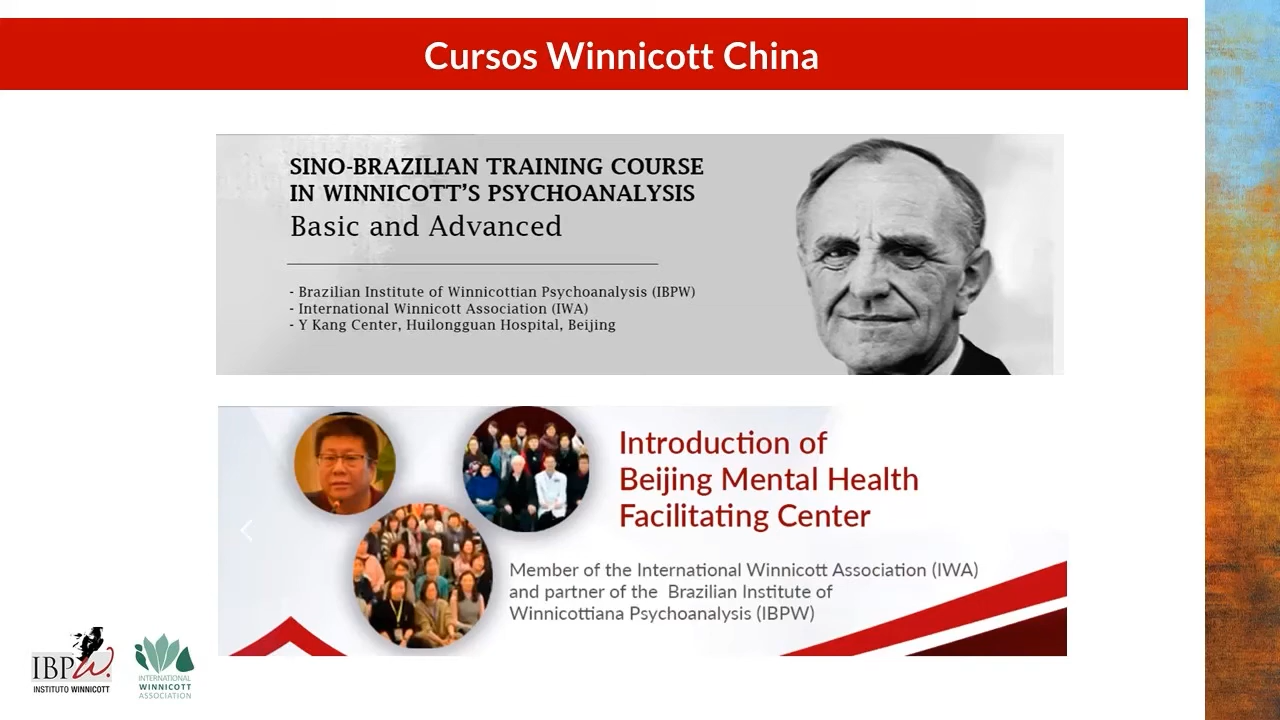 Cursos Winnicott China
SINO-BRAZILIAN TRAINING COURSE
IN WINNICOTT'S PSYCHOANALYSIS
Basic and Advanced
- Brazilian Institute of Winnicottian Psychoanalysis (IBPW)
- International Winnicott Association (IWA)
- Y Kang Center, Huilongguan Hospital, Beijing
Introduction of
Beijing Mental Health
Facilitating Center
Member of the International Winnicott Association (IWA)
and partner of the Brazilian Institute of
Winnicottiana Psychoanalysis (IBPW)
IBPW.
INSTITUTO WINNICOTT
INTERNATIONAL
WINNICOTT
ASSOCIATION